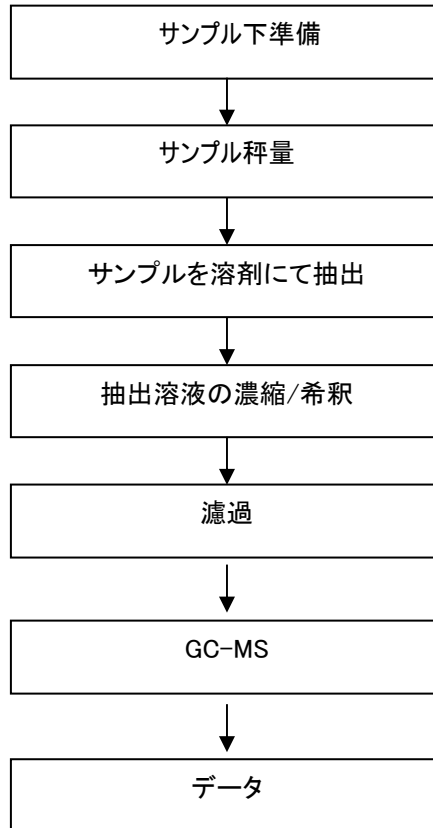 サンプル下準備
サンプル秤量
サンプルを溶剤にて抽出
抽出溶液の濃縮/希釈
濾過
GC-MS
データ